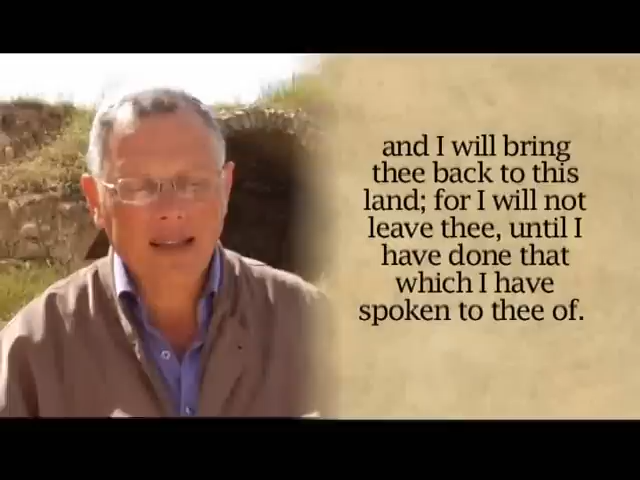 and I will bring
thee back to this
land; for I will not
leave thee, until I
have done that
which I have
spoken to thee of.